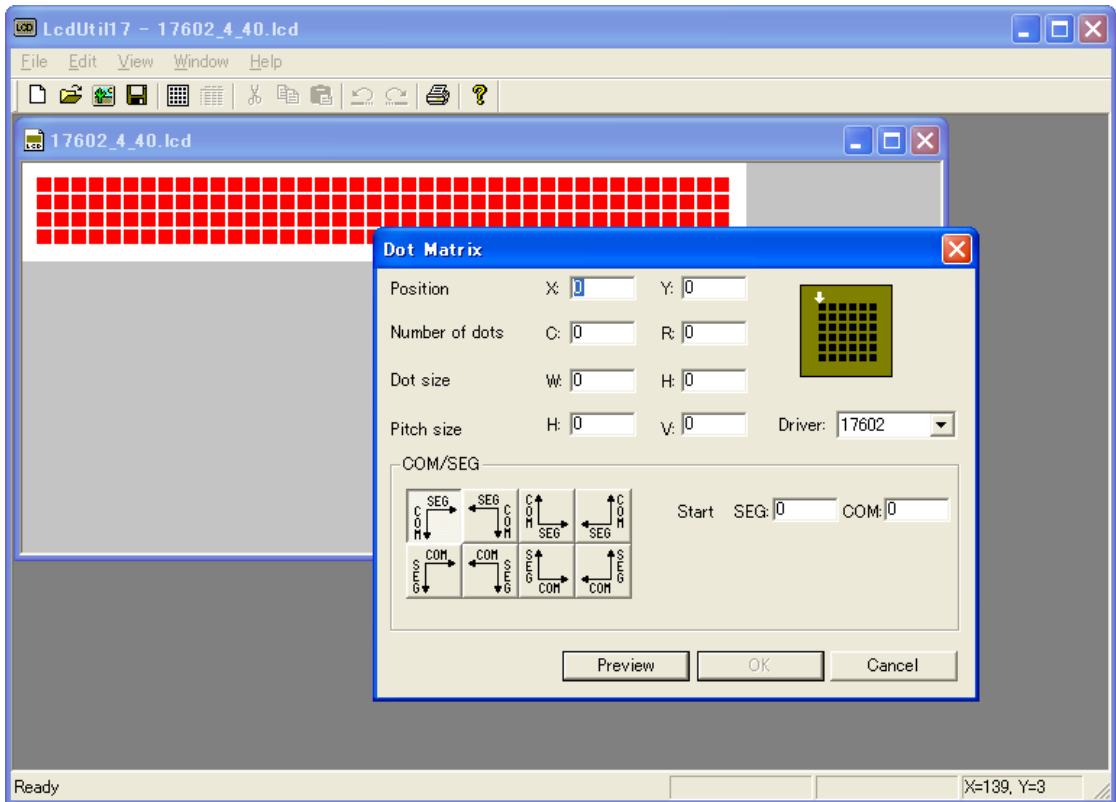 LcdUtil17 - 17602_4_40.lcd
File Edit View Window Help
17602_4_40.lcd
Dot Matrix
Position X: 0 Y: 0
Number of dots C: 0 R: 0
Dot size W: 0 H: 0
Pitch size H: 0 V: 0 Driver: 17602
COM/SEG
SEG COM SEG COM COM SEG COM SEG
Start SEG: 0 COM: 0
COM SEG COM SEG SEG COM SEG COM
Preview OK Cancel
Ready X=139, Y=3